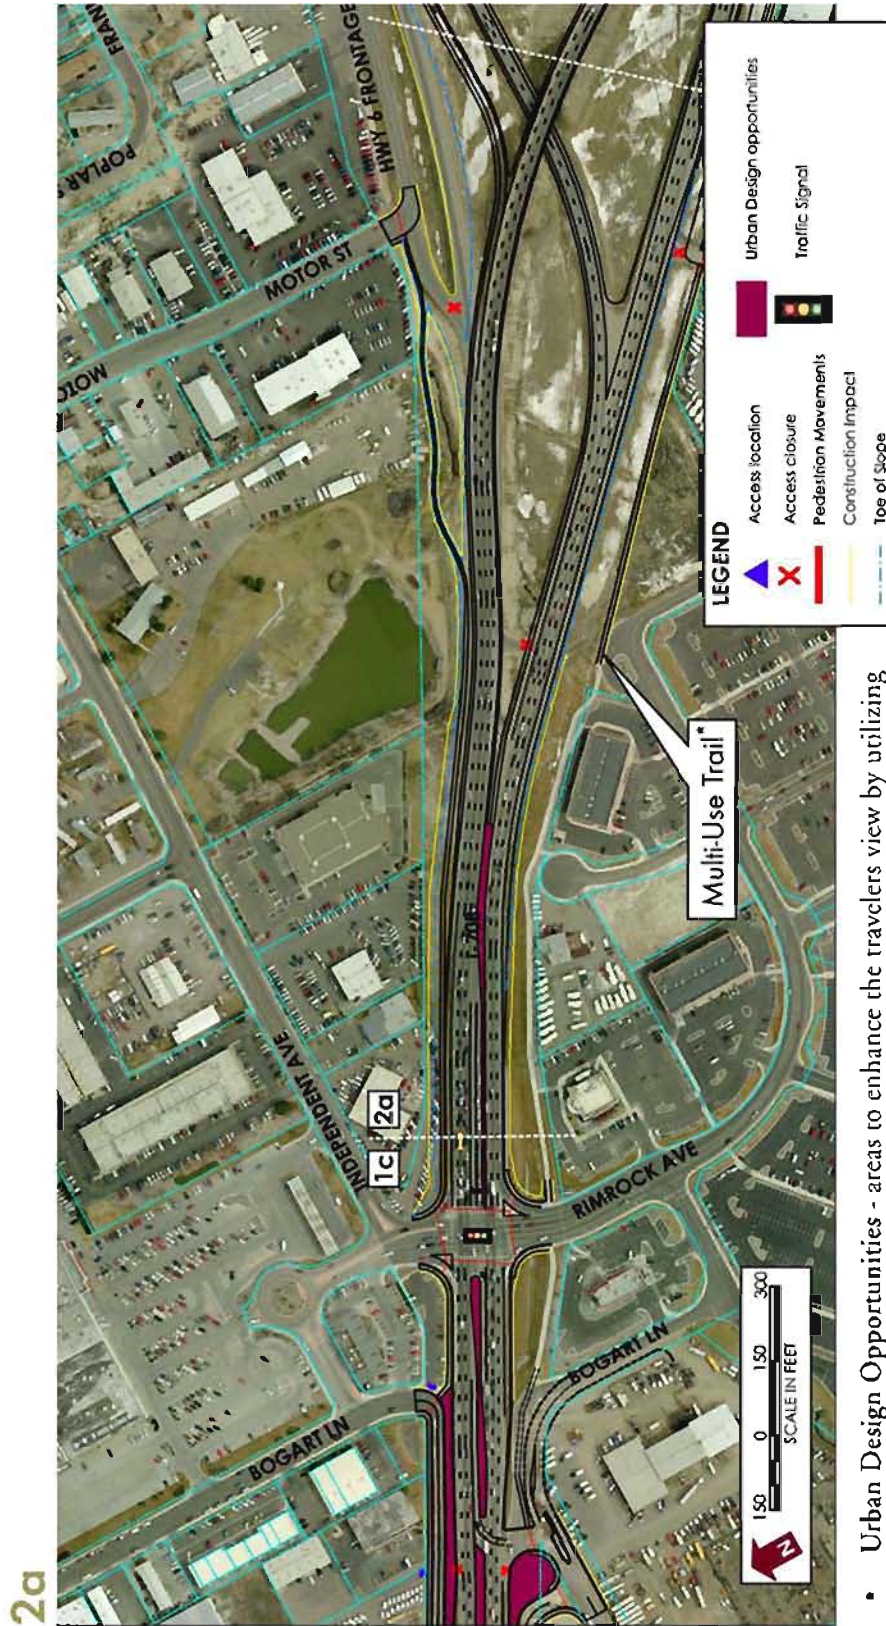 2a
FRAN
POPLAR S
HWY 6 FRONTAGE
MOTOR ST
MOTOR
INDEPENDENT AVE
1c 2a
RIMROCK AVE
BOGART LN
BOGART LN
Multi-Use Trail*
150 0 150 300
SCALE IN FEET
N
LEGEND
Access location
Access closure
Pedestrian Movements
Construction Impact
Toe of Slope
Urban Design opportunities
Traffic Signal
• Urban Design Opportunities - areas to enhance the travelers view by utilizing